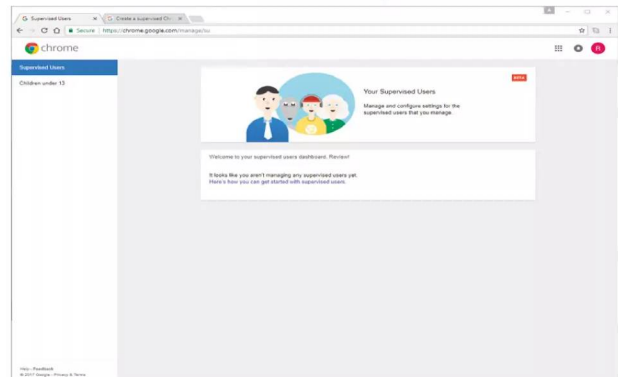 Supervised Users
Create a supervised Chr
Secure
https://chrome.google.com/manage/su
chrome
R
Supervised Users
Children under 13
BETA
Your Supervised Users
Manage and configure settings for the
supervised users that you manage.
Welcome to your supervised users dashboard, Review!
It looks like you aren't managing any supervised users yet.
Here's how you can get started with supervised users.
Help - Feedback
© 2017 Google - Privacy & Terms